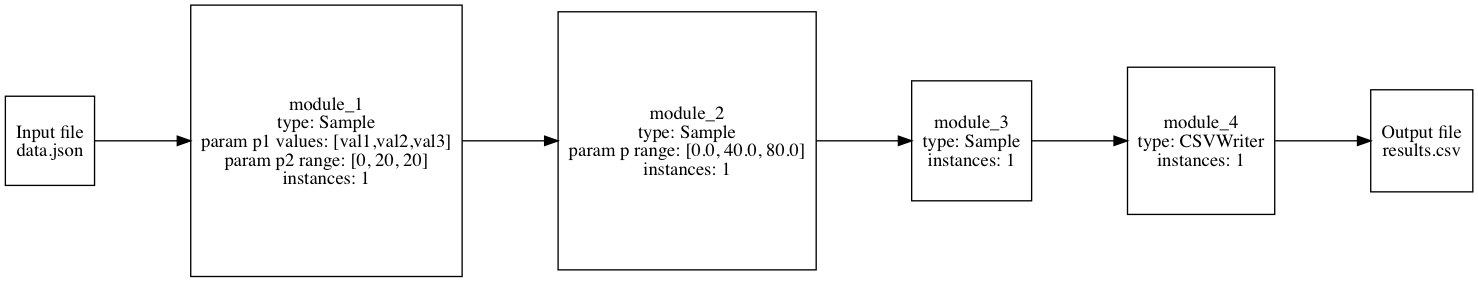 Input file
data.json
module_1
type: Sample
param p1 values: [val1,val2,val3]
param p2 range: [0, 20, 20]
instances: 1
module_2
type: Sample
param p range: [0.0, 40.0, 80.0]
instances: 1
module_3
type: Sample
instances: 1
module_4
type: CSVWriter
instances: 1
Output file
results.csv